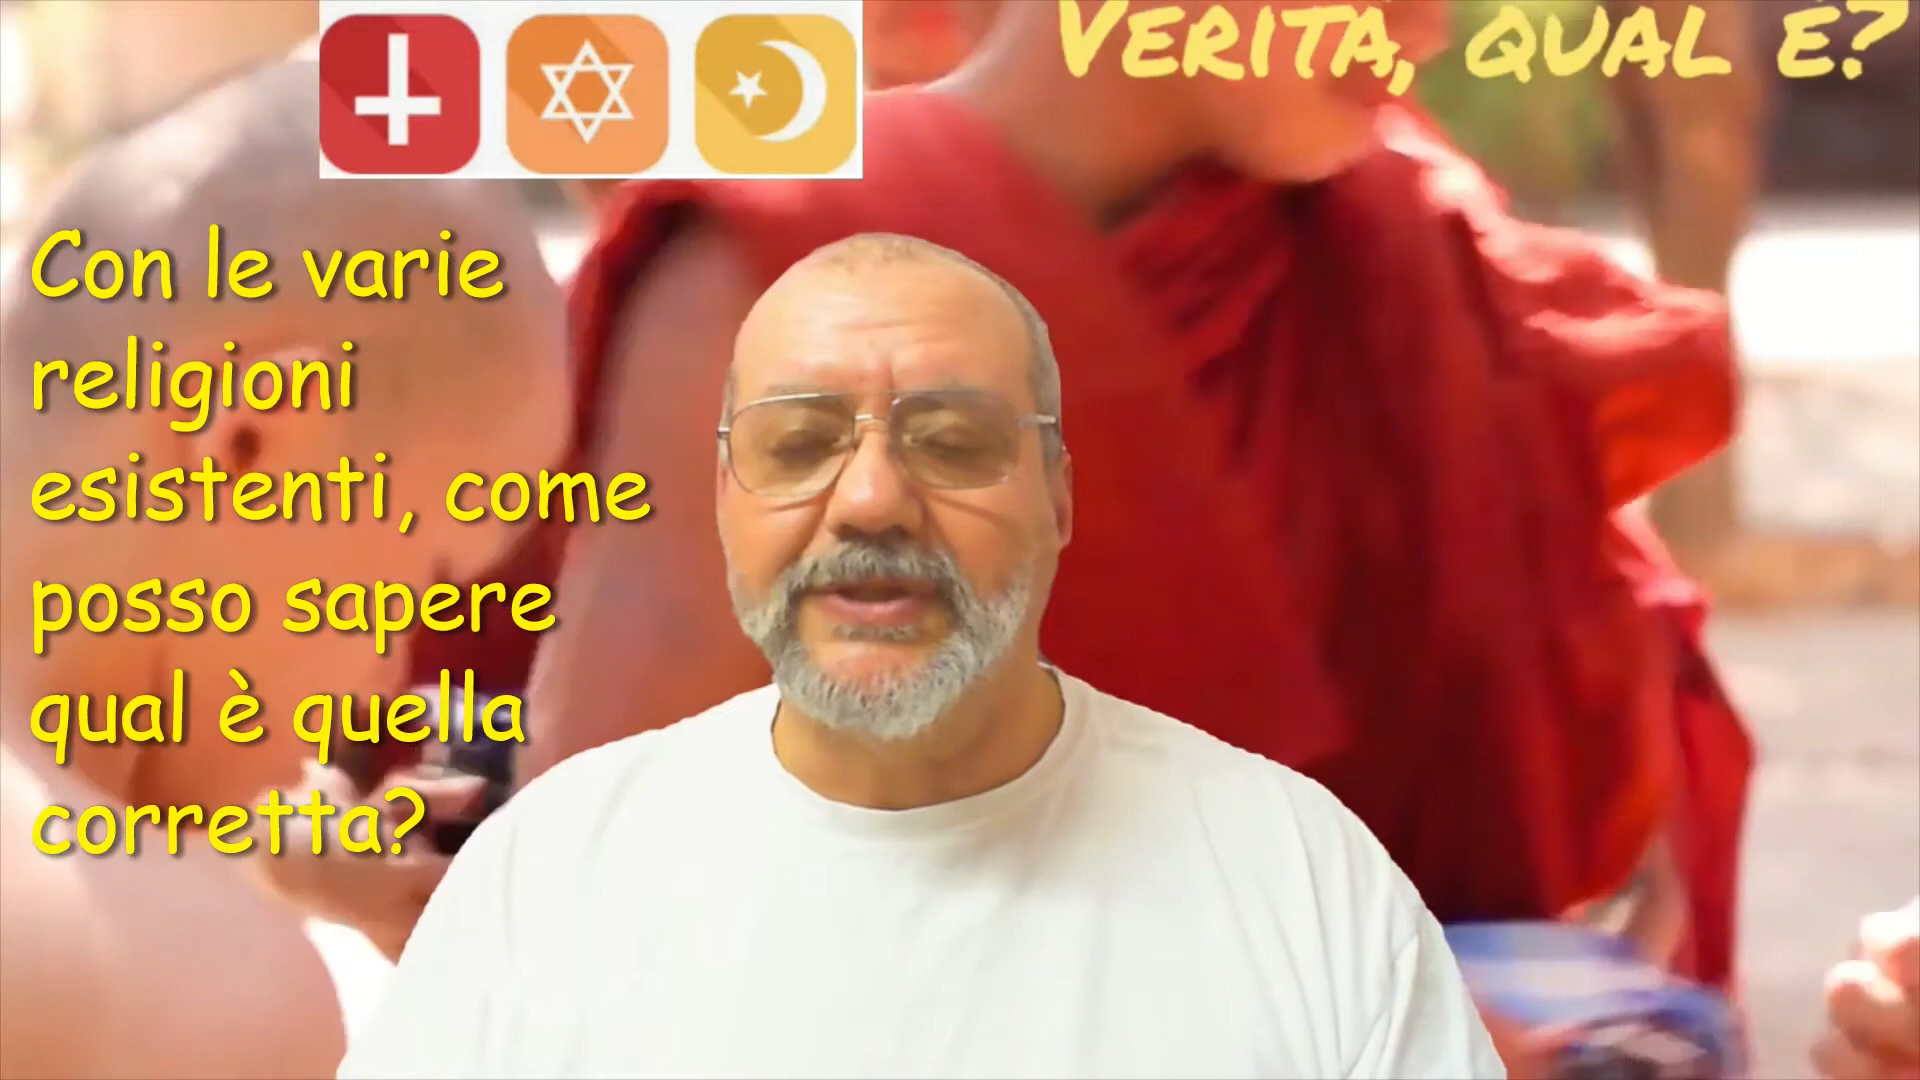 VERITÀ, QUAL È?
Con le varie
religioni
esistenti, come
posso sapere
qual è quella
corretta?